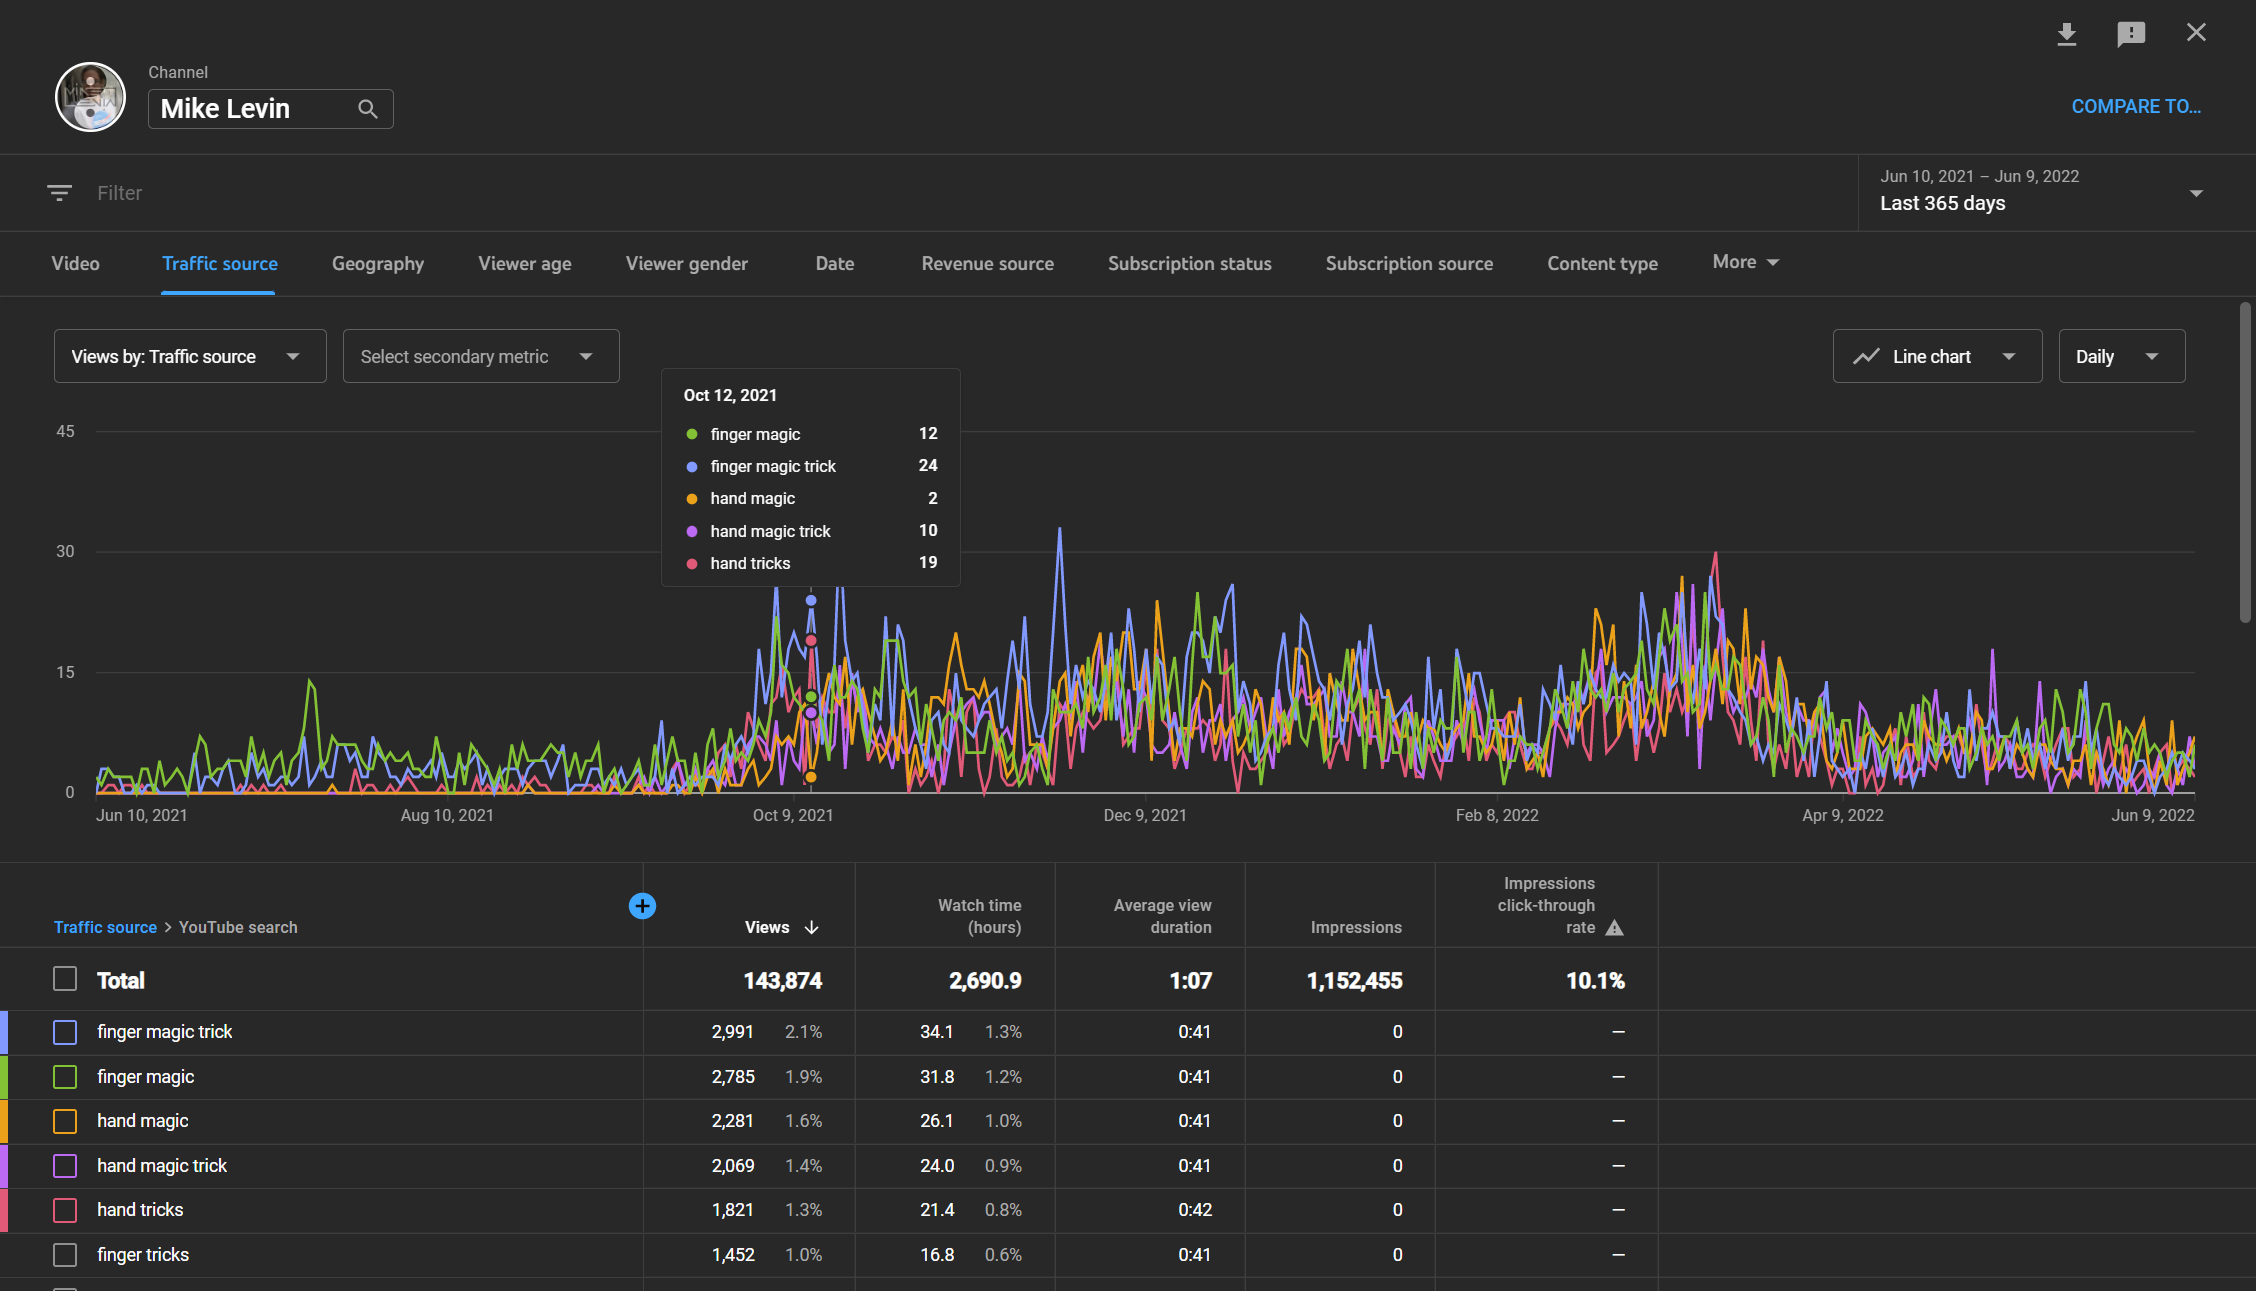 Channel
Mike Levin
COMPARE TO...
Filter
Jun 10, 2021 – Jun 9, 2022
Last 365 days
Video Traffic source Geography Viewer age Viewer gender Date Revenue source Subscription status Subscription source Content type More
Views by: Traffic source Select secondary metric Line chart Daily
Oct 12, 2021
finger magic 12
finger magic trick 24
hand magic 2
hand magic trick 10
hand tricks 19
45
30
15
0
Jun 10, 2021 Aug 10, 2021 Oct 9, 2021 Dec 9, 2021 Feb 8, 2022 Apr 9, 2022 Jun 9, 2022
Traffic source > YouTube search
Views
Watch time
(hours)
Average view
duration
Impressions
Impressions
click-through
rate
Total 143,874 2,690.9 1:07 1,152,455 10.1%
finger magic trick 2,991 2.1% 34.1 1.3% 0:41 0 —
finger magic 2,785 1.9% 31.8 1.2% 0:41 0 —
hand magic 2,281 1.6% 26.1 1.0% 0:41 0 —
hand magic trick 2,069 1.4% 24.0 0.9% 0:41 0 —
hand tricks 1,821 1.3% 21.4 0.8% 0:42 0 —
finger tricks 1,452 1.0% 16.8 0.6% 0:41 0 —